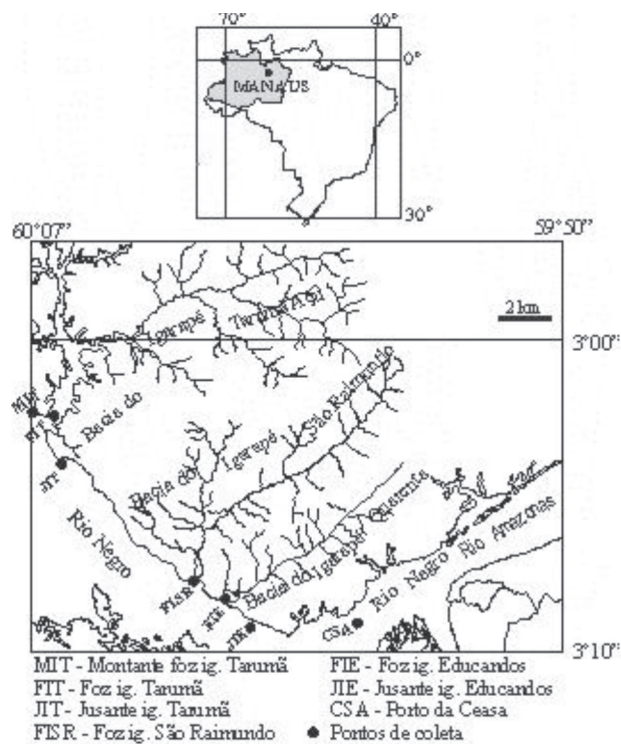 70° 40°
0°
MANAUS
30°
60°07” 59°50”
2 km
Igarapé Tarumã Açú
3°00”
MIT
FIT
Bacia do
JIT
Igarapé São Raimundo
Bacia do
Rio Negro
FISR
FIE
Bacia do Igarapé Quarenta
JIE
CSA
Rio Negro Rio Amazonas
3°10”
MIT - Montante foz ig. Tarumã
FIT - Foz ig. Tarumã
JIT - Jusante ig. Tarumã
FISR - Foz ig. São Raimundo
FIE - Foz ig. Educandos
JIE - Jusante ig. Educandos
CSA - Porto da Ceasa
Pontos de coleta